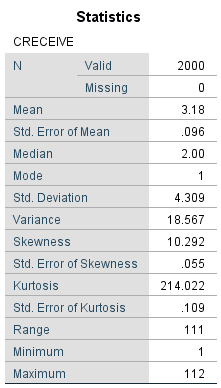 Statistics
CRECEIVE
N Valid 2000
Missing 0
Mean 3.18
Std. Error of Mean .096
Median 2.00
Mode 1
Std. Deviation 4.309
Variance 18.567
Skewness 10.292
Std. Error of Skewness .055
Kurtosis 214.022
Std. Error of Kurtosis .109
Range 111
Minimum 1
Maximum 112